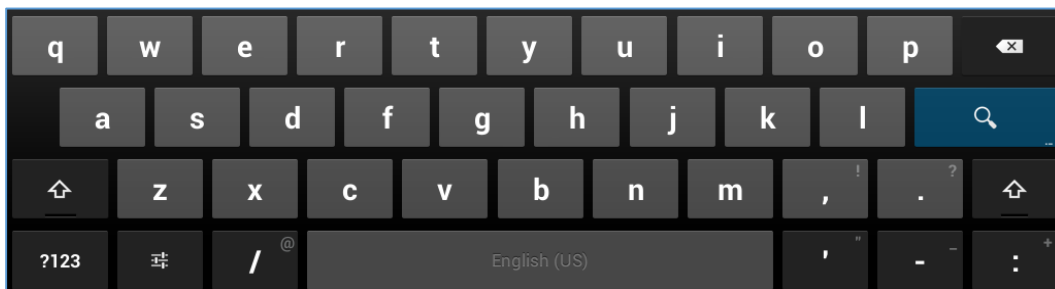 q w e r t y u i o p
a s d f g h j k l
z x c v b n m , ! . ?
?123 / @ English (US) ' " - _ : +